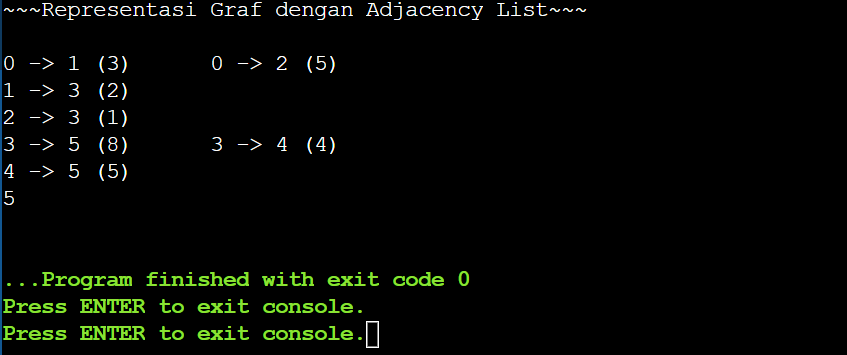 ~~~Representasi Graf dengan Adjacency List~~~
0 -> 1 (3)      0 -> 2 (5)
1 -> 3 (2)
2 -> 3 (1)
3 -> 5 (8)      3 -> 4 (4)
4 -> 5 (5)
5
...Program finished with exit code 0
Press ENTER to exit console.
Press ENTER to exit console.